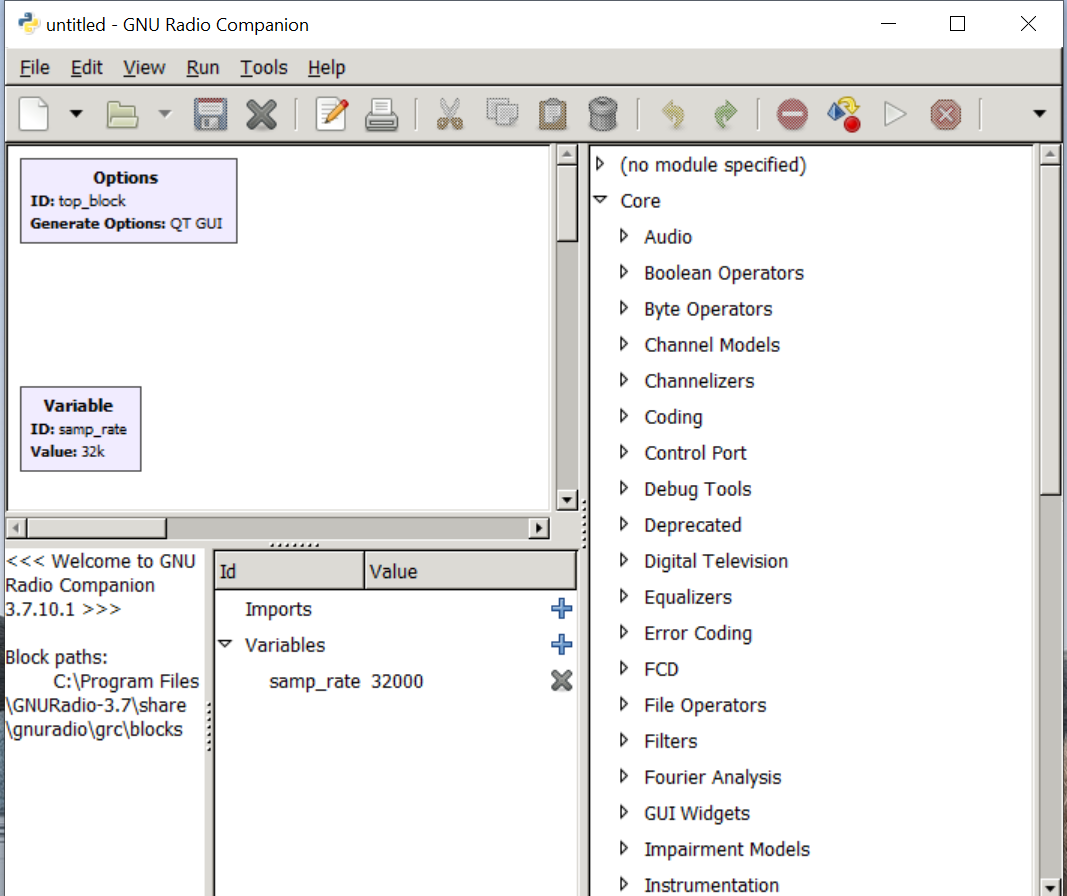 untitled - GNU Radio Companion
File Edit View Run Tools Help
Options
ID: top_block
Generate Options: QT GUI
Variable
ID: samp_rate
Value: 32k
<<< Welcome to GNU
Radio Companion
3.7.10.1 >>>
Block paths:
C:\Program Files
\GNURadio-3.7\share
\gnuradio\grc\blocks
Id Value
Imports
Variables
samp_rate 32000
(no module specified)
Core
Audio
Boolean Operators
Byte Operators
Channel Models
Channelizers
Coding
Control Port
Debug Tools
Deprecated
Digital Television
Equalizers
Error Coding
FCD
File Operators
Filters
Fourier Analysis
GUI Widgets
Impairment Models
Instrumentation